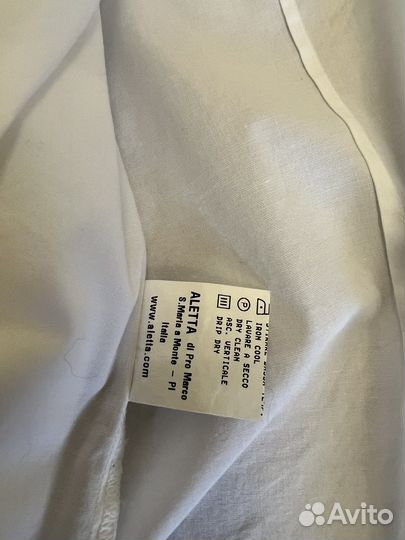 IRON COOL
P LAVARE A SECCO
DRY CLEAN
ASC. VERTICALE
DRIP DRY
ALETTA di Pro Marco
S.Maria a Monte - PI
Italia
www.aletta.com
Avito